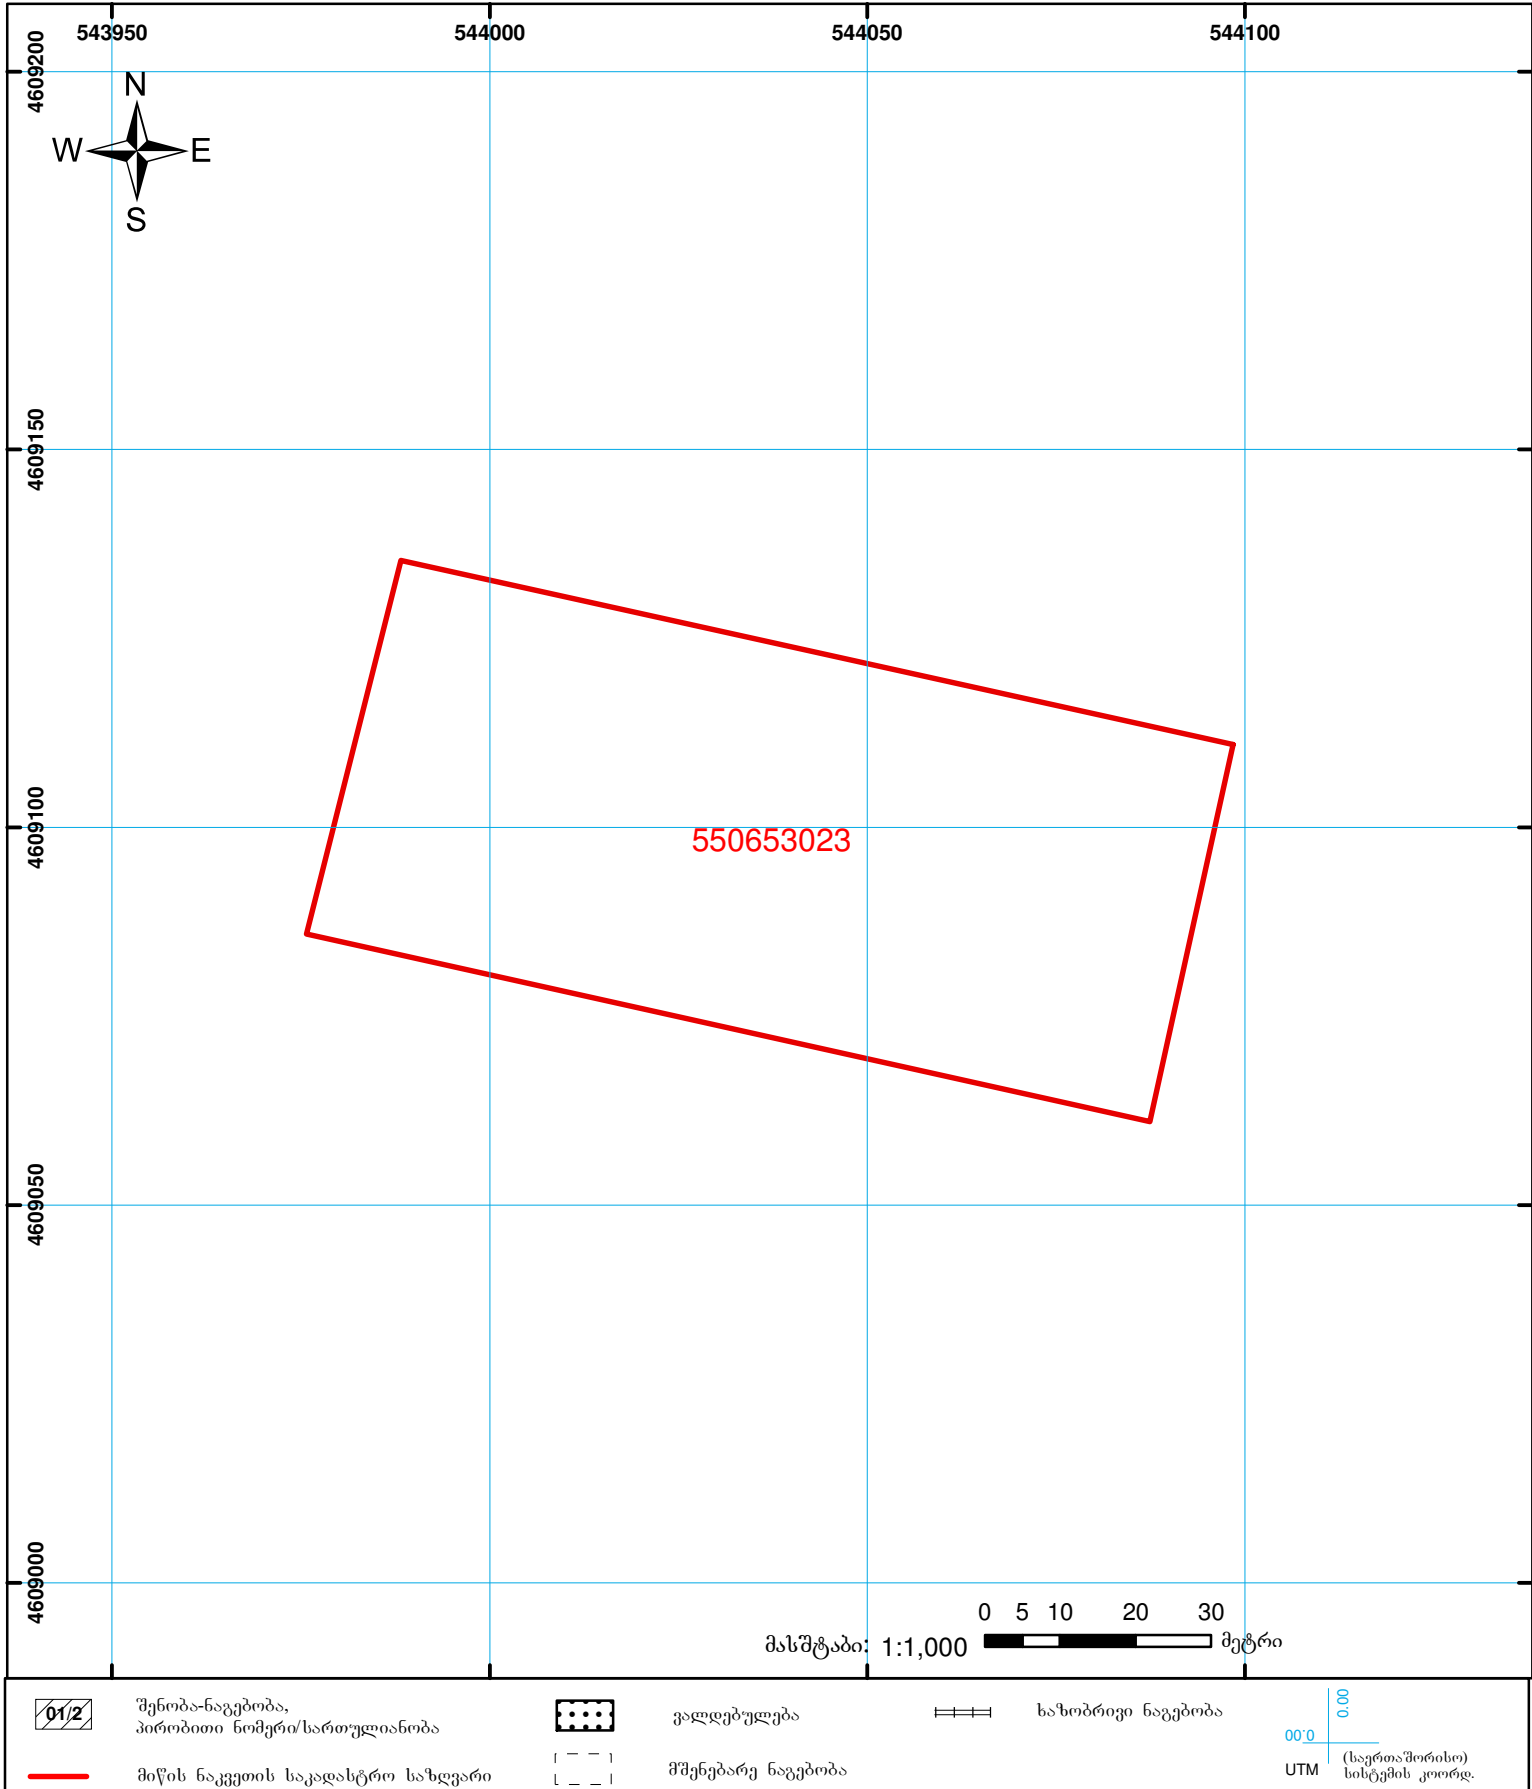 543950 544000 544050 544100
4609200
N
W E
S
4609150
4609100
550653023
4609050
4609000
0 5 10 20 30
მასშტაბი: 1:1,000 მეტრი
01/2 შენობა-ნაგებობა,
პირობითი ნომერი/სართულიანობა
ვალდებულება
ხაზობრივი ნაგებობა
0.00
0.00
მიწის ნაკვეთის საკადასტრო საზღვარი
მშენებარე ნაგებობა
UTM (საერთაშორისო)
სისტემის კოორდ.